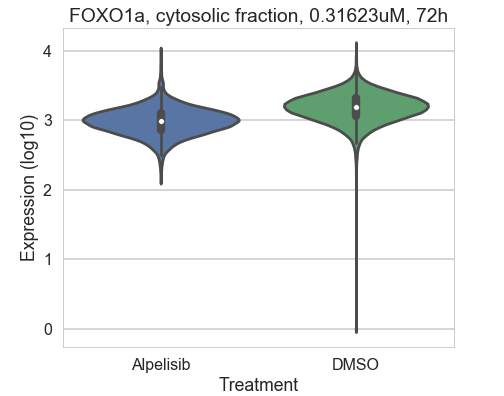 FOXO1a, cytosolic fraction, 0.31623uM, 72h
Expression (log10)
4
3
2
1
0
Alpelisib DMSO
Treatment